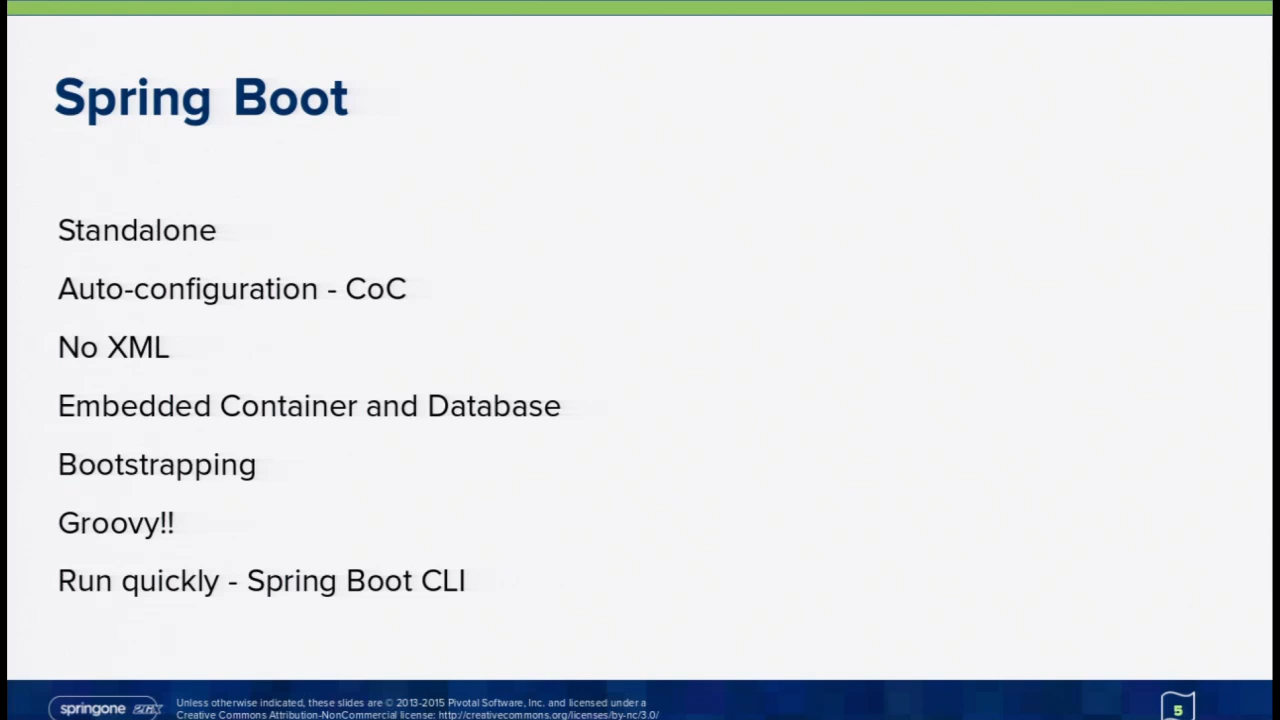 Spring Boot
Standalone
Auto-configuration - CoC
No XML
Embedded Container and Database
Bootstrapping
Groovy!!
Run quickly - Spring Boot CLI
springone 2GX
Unless otherwise indicated, these slides are © 2013-2015 Pivotal Software, Inc. and licensed under a
Creative Commons Attribution-NonCommercial license: http://creativecommons.org/licenses/by-nc/3.0/
5